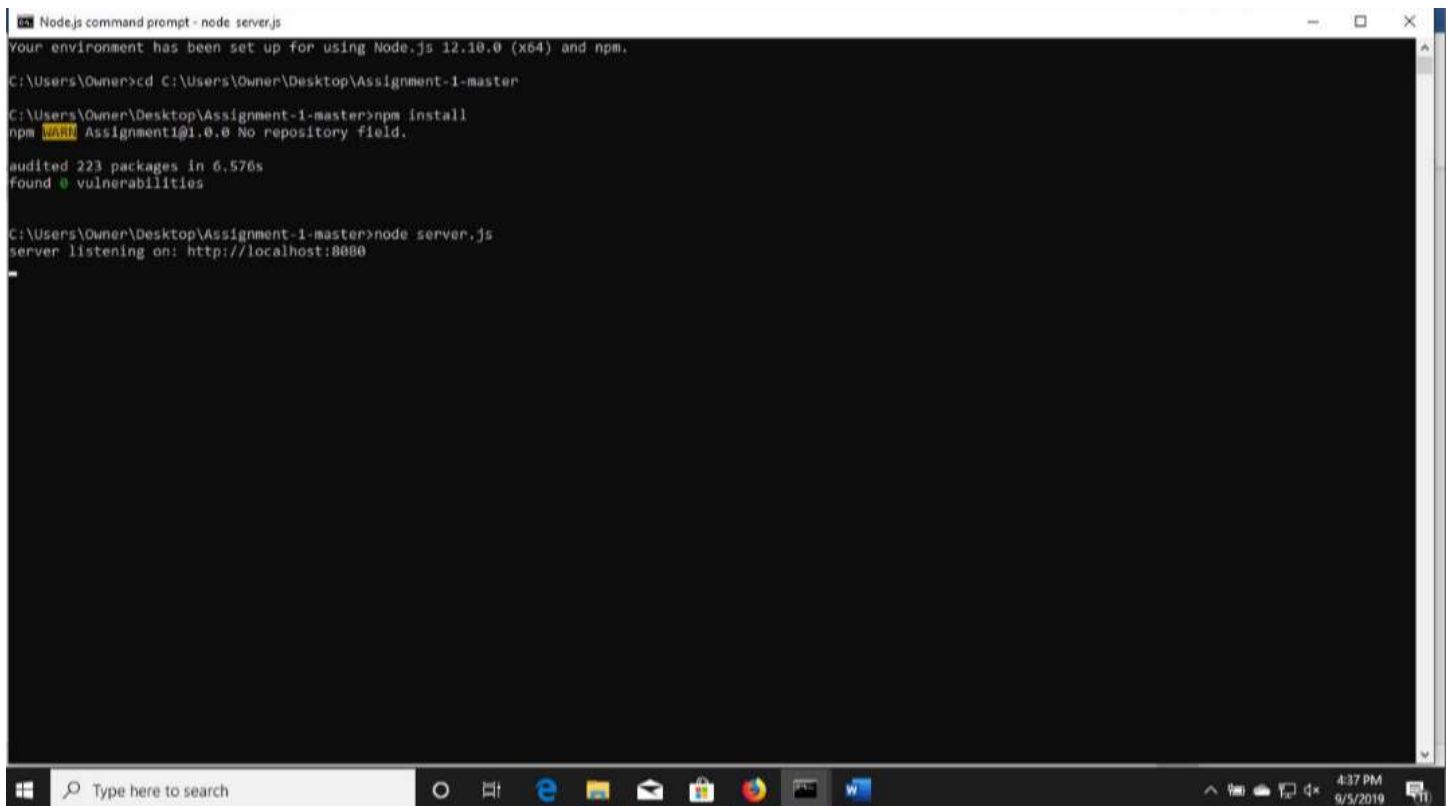 Node.js command prompt - node server.js
Your environment has been set up for using Node.js 12.10.0 (x64) and npm.
C:\Users\Owner>cd C:\Users\Owner\Desktop\Assignment-1-master
C:\Users\Owner\Desktop\Assignment-1-master>npm install
npm WARN Assignment1@1.0.0 No repository field.
audited 223 packages in 6.576s
found 0 vulnerabilities
C:\Users\Owner\Desktop\Assignment-1-master>node server.js
server listening on: http://localhost:8080
Type here to search
4:37 PM
9/5/2019